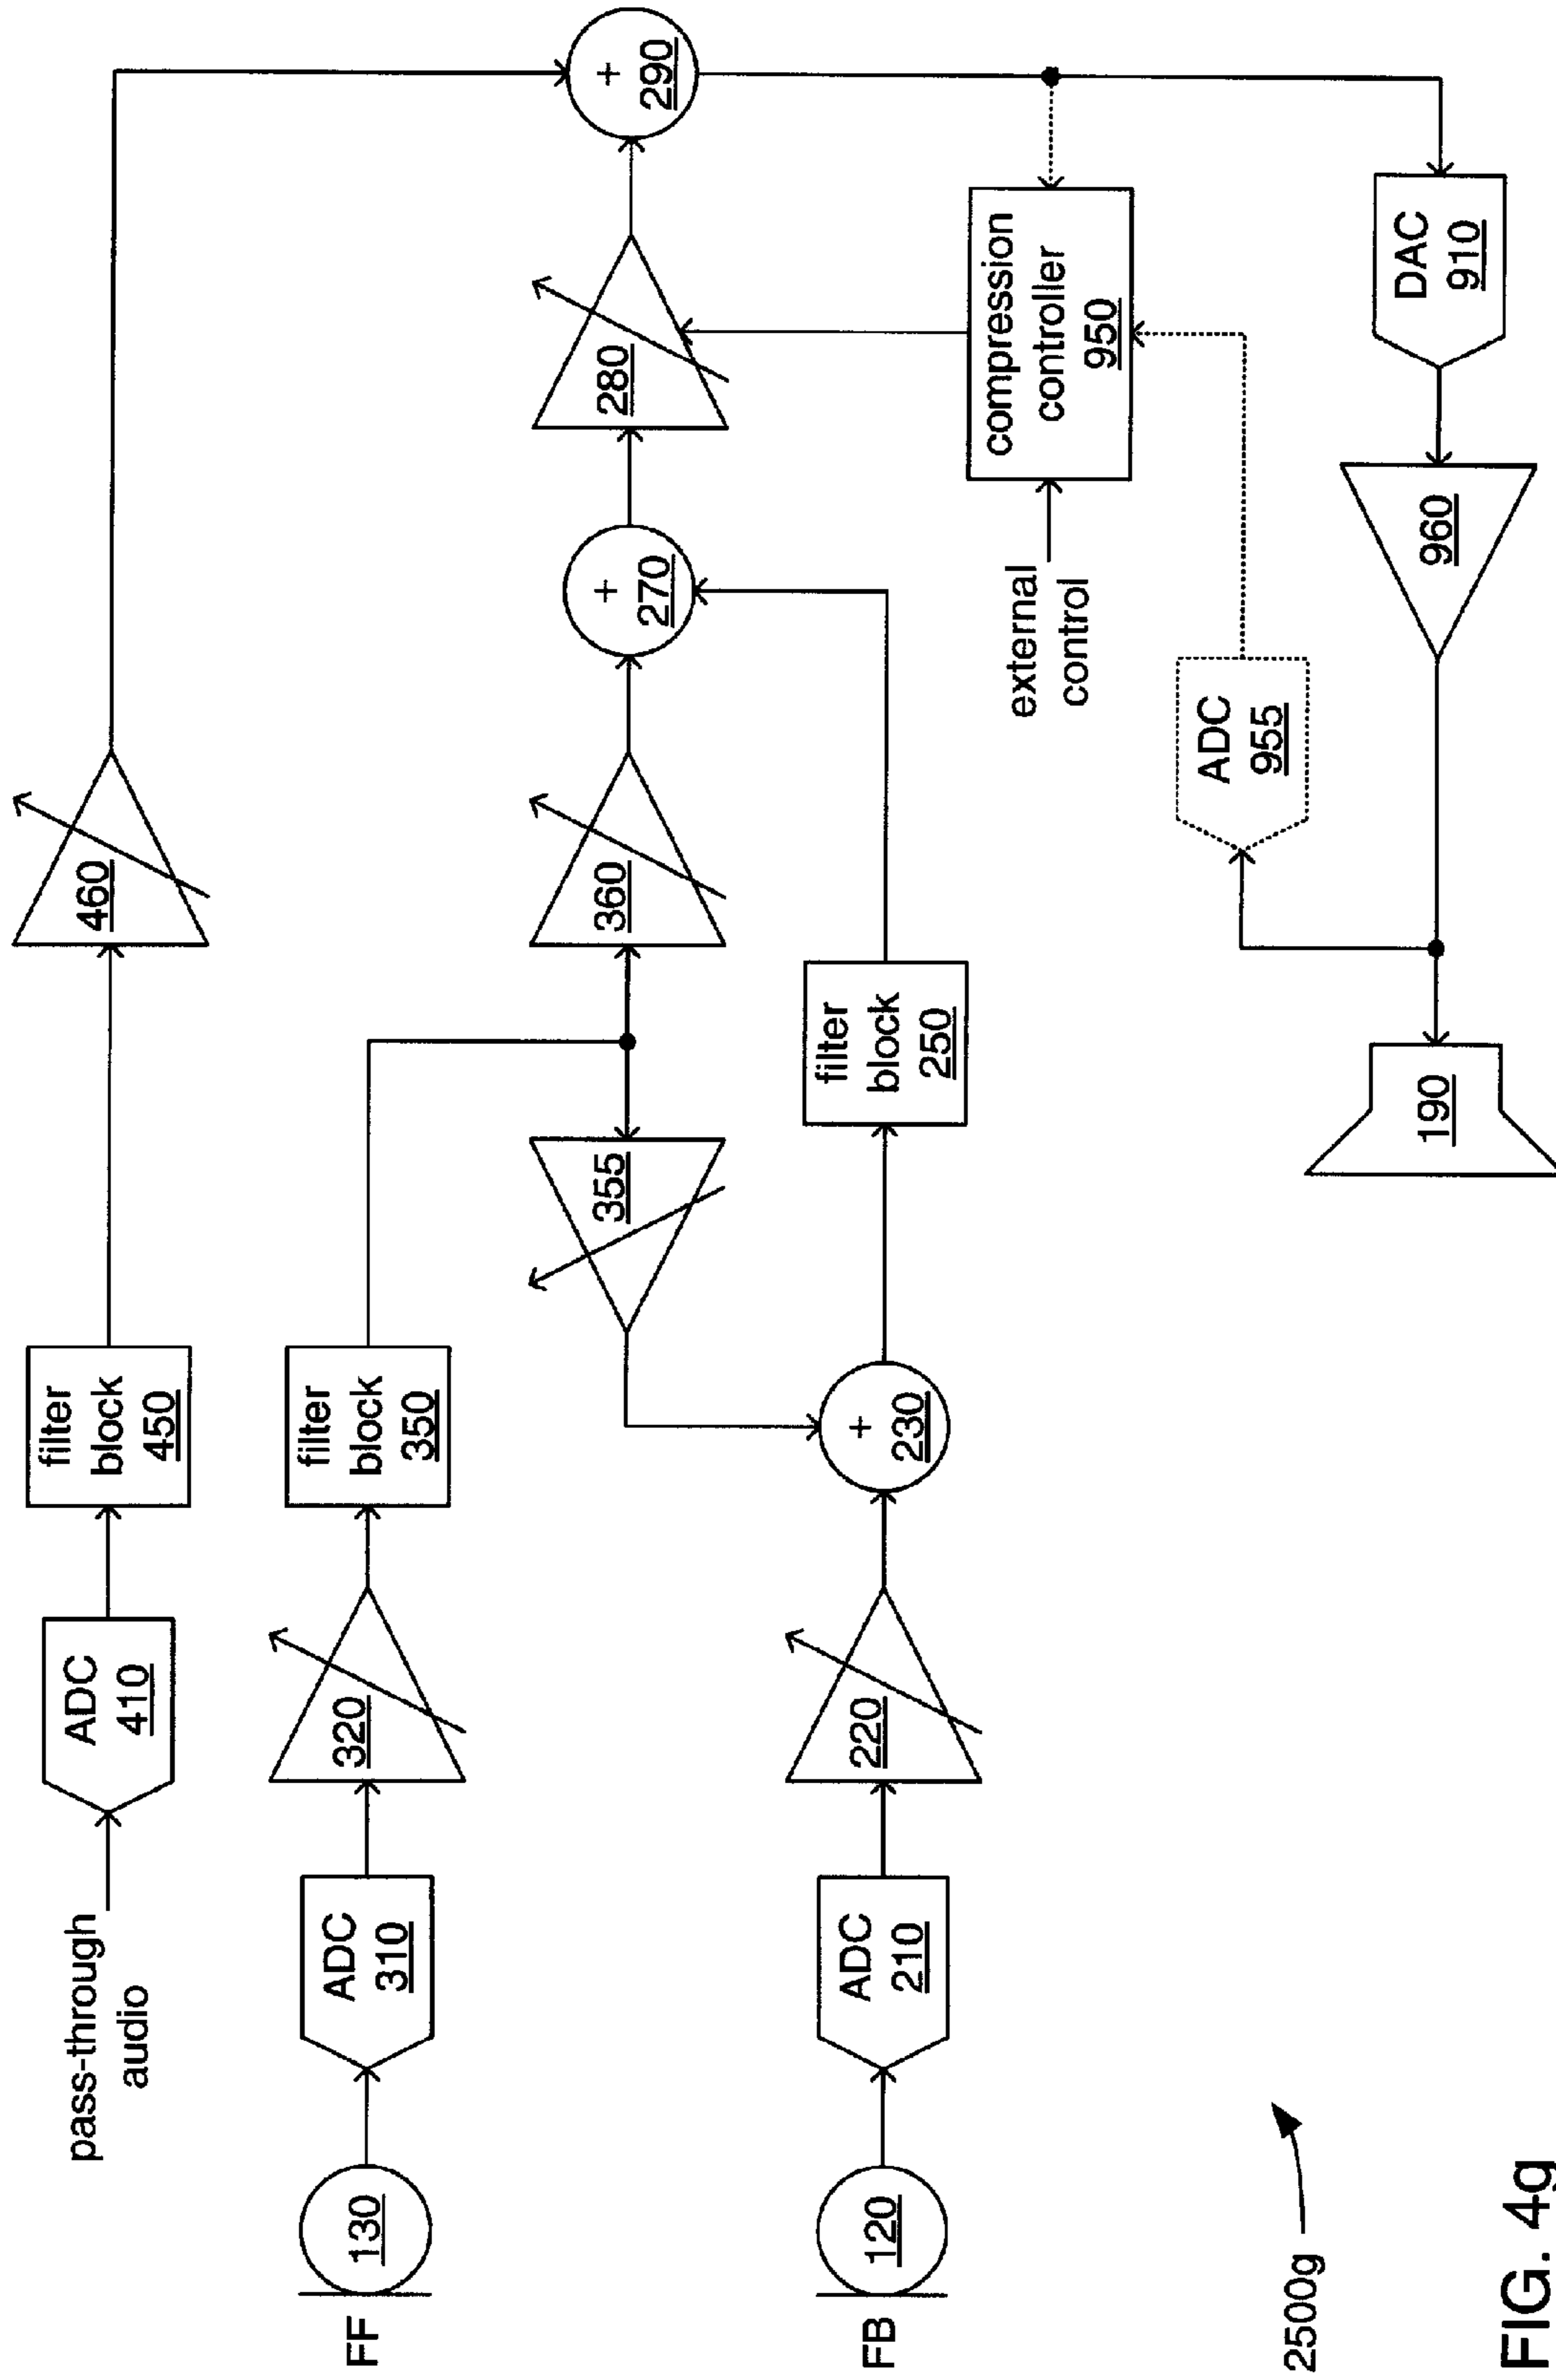 pass-through
audio
ADC
410
filter
block
450
460
FF
130
ADC
310
320
filter
block
350
355
360
+
270
280
+
290
FB
120
ADC
210
220
+
230
filter
block
250
external
control
compression
controller
950
ADC
955
190
960
DAC
910
2500g
FIG. 4g